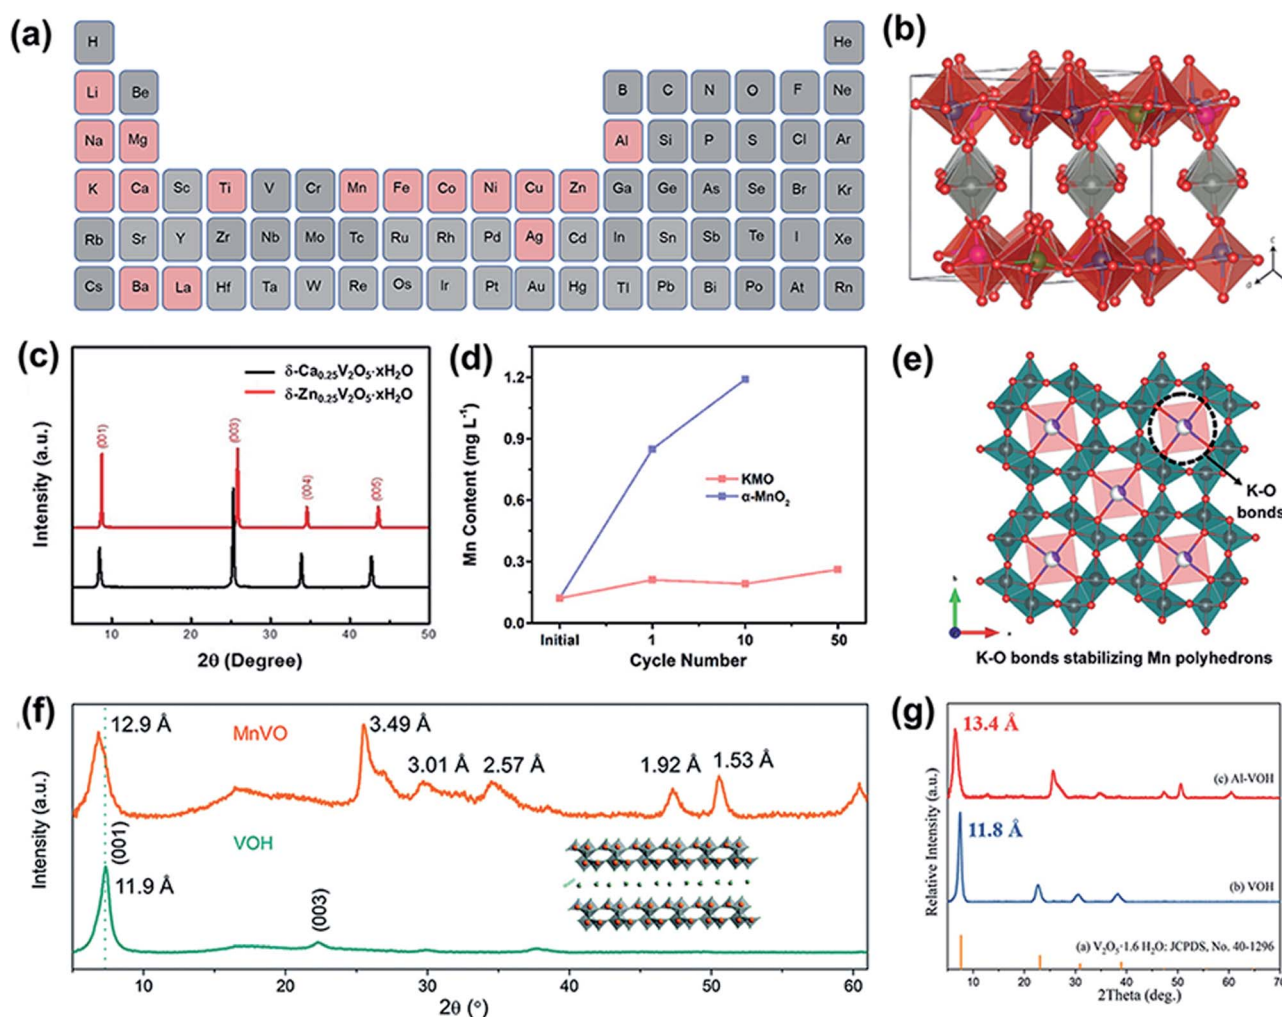 (a)
H He
Li Be B C N O F Ne
Na Mg Al Si P S Cl Ar
K Ca Sc Ti V Cr Mn Fe Co Ni Cu Zn Ga Ge As Se Br Kr
Rb Sr Y Zr Nb Mo Tc Ru Rh Pd Ag Cd In Sn Sb Te I Xe
Cs Ba La Hf Ta W Re Os Ir Pt Au Hg Tl Pb Bi Po At Rn
(b)
c
(c)
δ-Ca₀.₂₅V₂O₅·xH₂O
δ-Zn₀.₂₅V₂O₅·xH₂O
(001)
(003)
(004)
(005)
Intensity (a.u.)
10 20 30 40 50
2θ (Degree)
(d)
Mn Content (mg L⁻¹)
1.2
0.9
0.6
0.3
0.0
KMO
α-MnO₂
Initial 1 10 50
Cycle Number
(e)
K-O
bonds
K-O bonds stabilizing Mn polyhedrons
(f)
12.9 Å
MnVO
3.49 Å
3.01 Å
2.57 Å
1.92 Å
1.53 Å
VOH
(001)
11.9 Å
(003)
Intensity (a.u.)
10 20 30 40 50 60
2θ (°)
(g)
13.4 Å
(c) Al-VOH
11.8 Å
(b) VOH
(a) V₂O₅·1.6 H₂O: JCPDS, No. 40-1296
Relative Intensity (a.u.)
10 20 30 40 50 60 70
2Theta (deg.)